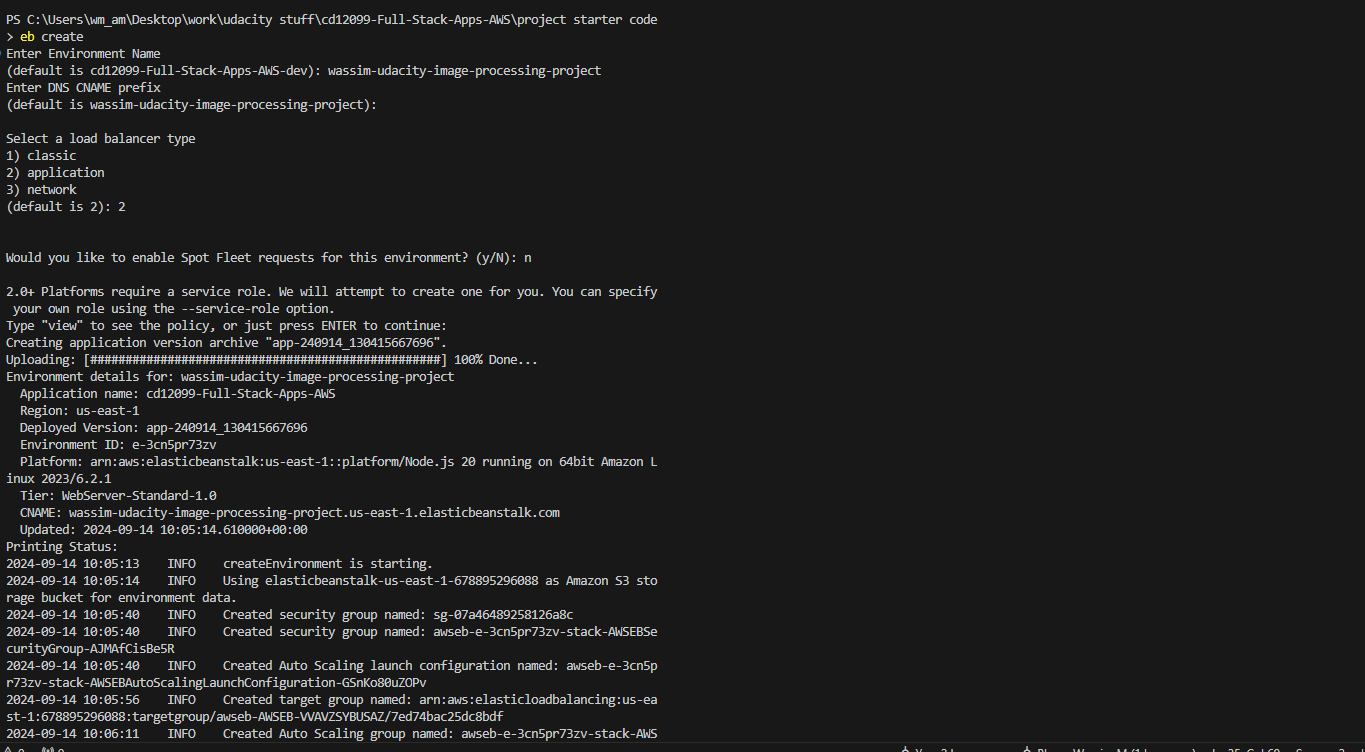 PS C:\Users\wm_am\Desktop\work\udacity stuff\cd12099-Full-Stack-Apps-AWS\project starter code
> eb create
Enter Environment Name
(default is cd12099-Full-Stack-Apps-AWS-dev): wassim-udacity-image-processing-project
Enter DNS CNAME prefix
(default is wassim-udacity-image-processing-project):
Select a load balancer type
1) classic
2) application
3) network
(default is 2): 2
Would you like to enable Spot Fleet requests for this environment? (y/N): n
2.0+ Platforms require a service role. We will attempt to create one for you. You can specify
your own role using the --service-role option.
Type "view" to see the policy, or just press ENTER to continue:
Creating application version archive "app-240914_130415667696".
Uploading: [##################################################] 100% Done...
Environment details for: wassim-udacity-image-processing-project
Application name: cd12099-Full-Stack-Apps-AWS
Region: us-east-1
Deployed Version: app-240914_130415667696
Environment ID: e-3cn5pr73zv
Platform: arn:aws:elasticbeanstalk:us-east-1::platform/Node.js 20 running on 64bit Amazon L
inux 2023/6.2.1
Tier: WebServer-Standard-1.0
CNAME: wassim-udacity-image-processing-project.us-east-1.elasticbeanstalk.com
Updated: 2024-09-14 10:05:14.610000+00:00
Printing Status:
2024-09-14 10:05:13    INFO    createEnvironment is starting.
2024-09-14 10:05:14    INFO    Using elasticbeanstalk-us-east-1-678895296088 as Amazon S3 sto
rage bucket for environment data.
2024-09-14 10:05:40    INFO    Created security group named: sg-07a46489258126a8c
2024-09-14 10:05:40    INFO    Created security group named: awseb-e-3cn5pr73zv-stack-AWSEBSe
curityGroup-AJMAfCisBe5R
2024-09-14 10:05:40    INFO    Created Auto Scaling launch configuration named: awseb-e-3cn5p
r73zv-stack-AWSEBAutoScalingLaunchConfiguration-GSnKo80uZOPv
2024-09-14 10:05:56    INFO    Created target group named: arn:aws:elasticloadbalancing:us-ea
st-1:678895296088:targetgroup/awseb-AWSEB-VVAVZSYBUSAZ/7ed74bac25dc8bdf
2024-09-14 10:06:11    INFO    Created Auto Scaling group named: awseb-e-3cn5pr73zv-stack-AWS